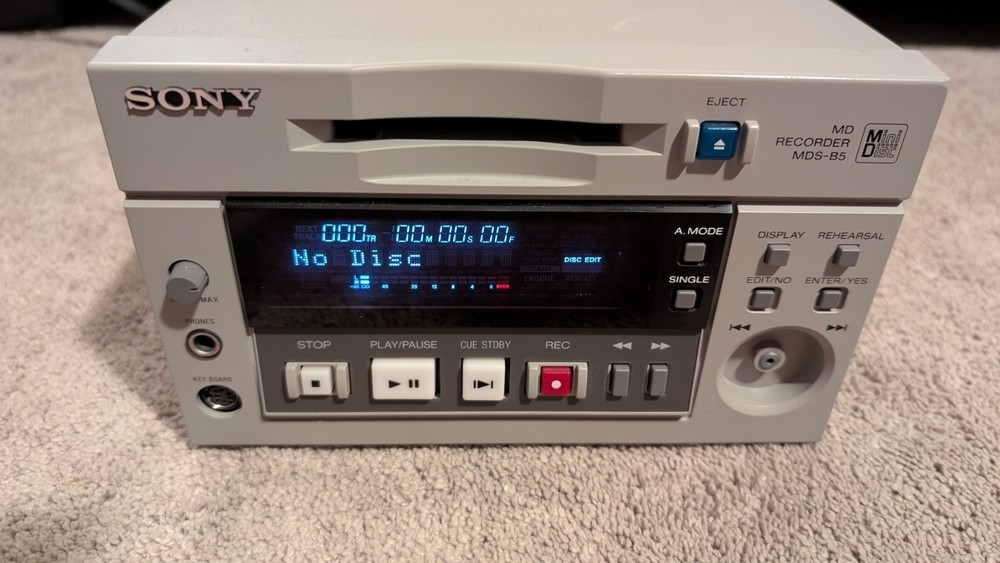 SONY
EJECT
MD
RECORDER
MDS-B5
Mini
Disc
NEXT
TRACK
000TR 00M 00S 00F
No Disc
DISC EDIT
OVER
A.MODE
SINGLE
DISPLAY
REHEARSAL
EDIT/NO
ENTER/YES
MAX
PHONES
KEY BOARD
STOP
PLAY/PAUSE
CUE STDBY
REC